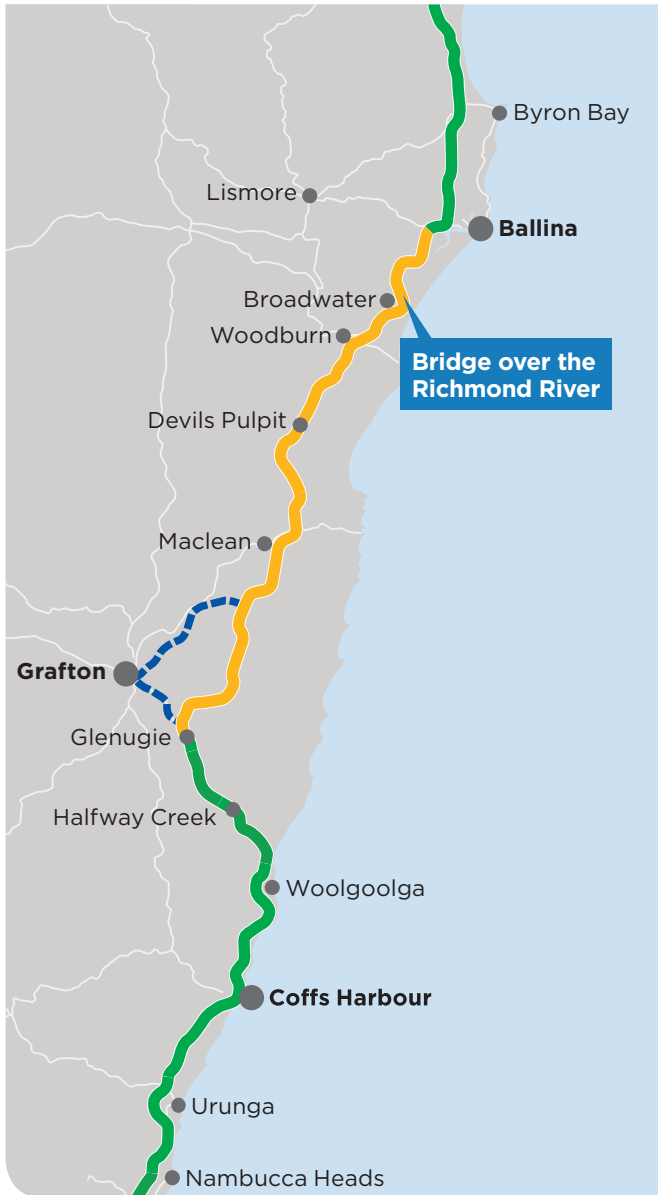 Byron Bay
Lismore
Ballina
Broadwater
Woodburn
Bridge over the
Richmond River
Devils Pulpit
Maclean
Grafton
Glenugie
Halfway Creek
Woolgoolga
Coffs Harbour
Urunga
Nambucca Heads